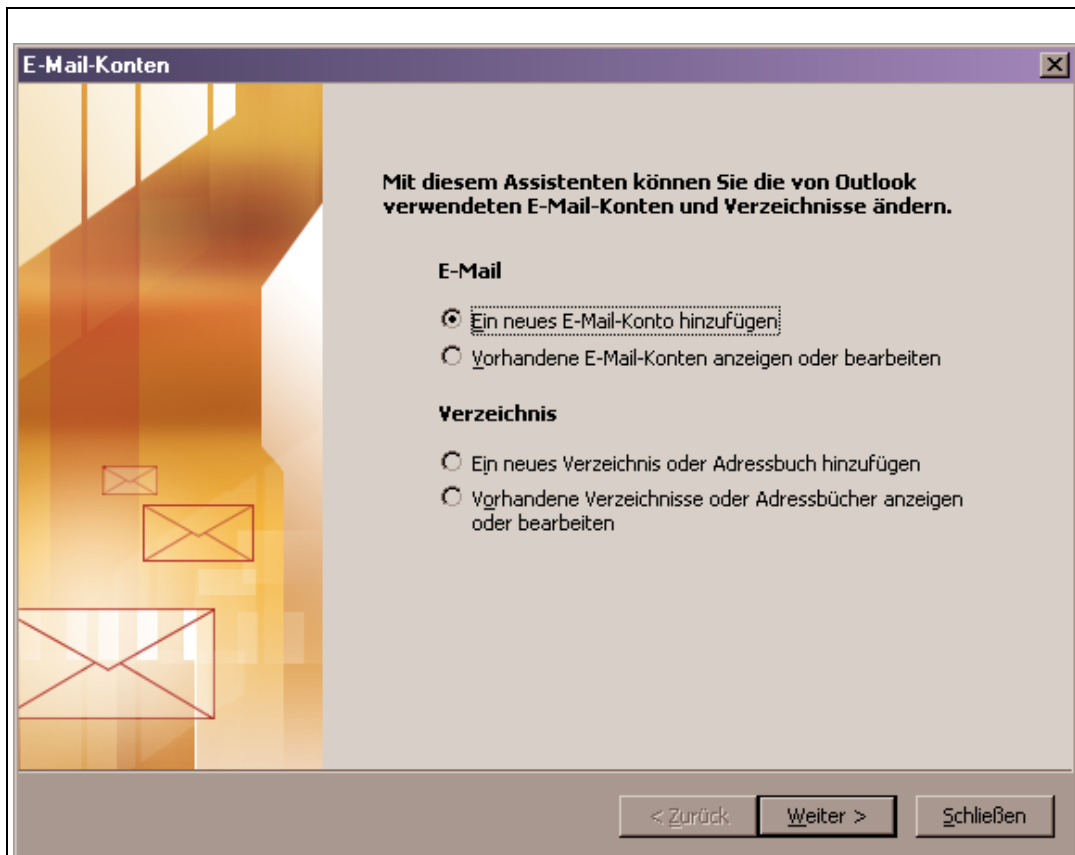 E-Mail-Konten
Mit diesem Assistenten können Sie die von Outlook
verwendeten E-Mail-Konten und Verzeichnisse ändern.
E-Mail
Ein neues E-Mail-Konto hinzufügen
Vorhandene E-Mail-Konten anzeigen oder bearbeiten
Verzeichnis
Ein neues Verzeichnis oder Adressbuch hinzufügen
Vorhandene Verzeichnisse oder Adressbücher anzeigen
oder bearbeiten
< Zurück Weiter > Schließen